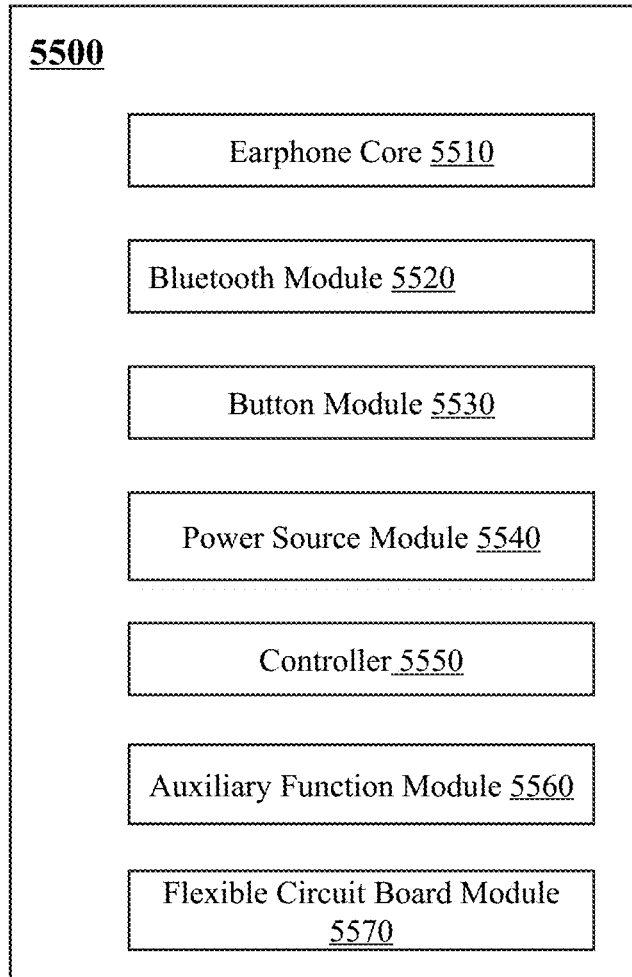 5500
Earphone Core 5510
Bluetooth Module 5520
Button Module 5530
Power Source Module 5540
Controller 5550
Auxiliary Function Module 5560
Flexible Circuit Board Module
5570